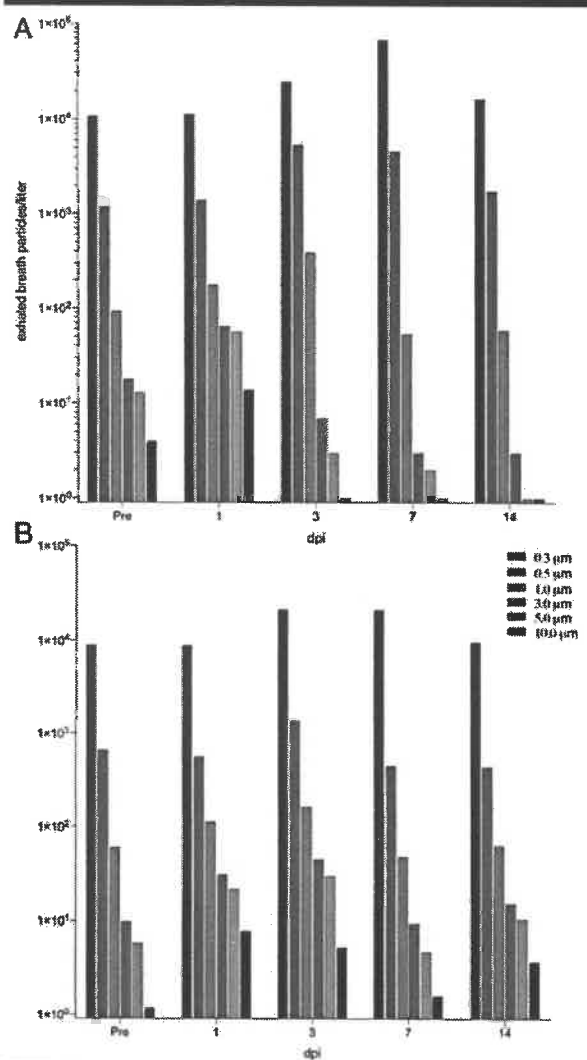 A
1×10⁵
1×10⁴
1×10³
1×10²
1×10¹
1×10⁰
exhaled breath particles/liter
Pre 1 3 7 14
dpi
B
1×10⁵
1×10⁴
1×10³
1×10²
1×10¹
1×10⁰
0.3 µm
0.5 µm
1.0 µm
3.0 µm
5.0 µm
10.0 µm
Pre 1 3 7 14
dpi